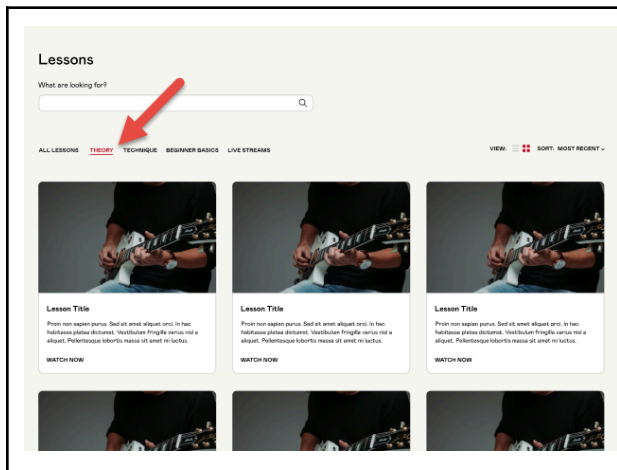 Lessons
What are looking for?
ALL LESSONS THEORY TECHNIQUE BEGINNER BASICS LIVE STREAMS VIEW: SORT: MOST RECENT
Lesson Title
Proin non sapien purus. Sed sit amet aliquet orci. In hac
habitasse platea dictumst. Vestibulum fringilla varius nisl a
aliquet. Pellentesque lobortis massa sit amet mi luctus.
WATCH NOW
Lesson Title
Proin non sapien purus. Sed sit amet aliquet orci. In hac
habitasse platea dictumst. Vestibulum fringilla varius nisl a
aliquet. Pellentesque lobortis massa sit amet mi luctus.
WATCH NOW
Lesson Title
Proin non sapien purus. Sed sit amet aliquet orci. In hac
habitasse platea dictumst. Vestibulum fringilla varius nisl a
aliquet. Pellentesque lobortis massa sit amet mi luctus.
WATCH NOW